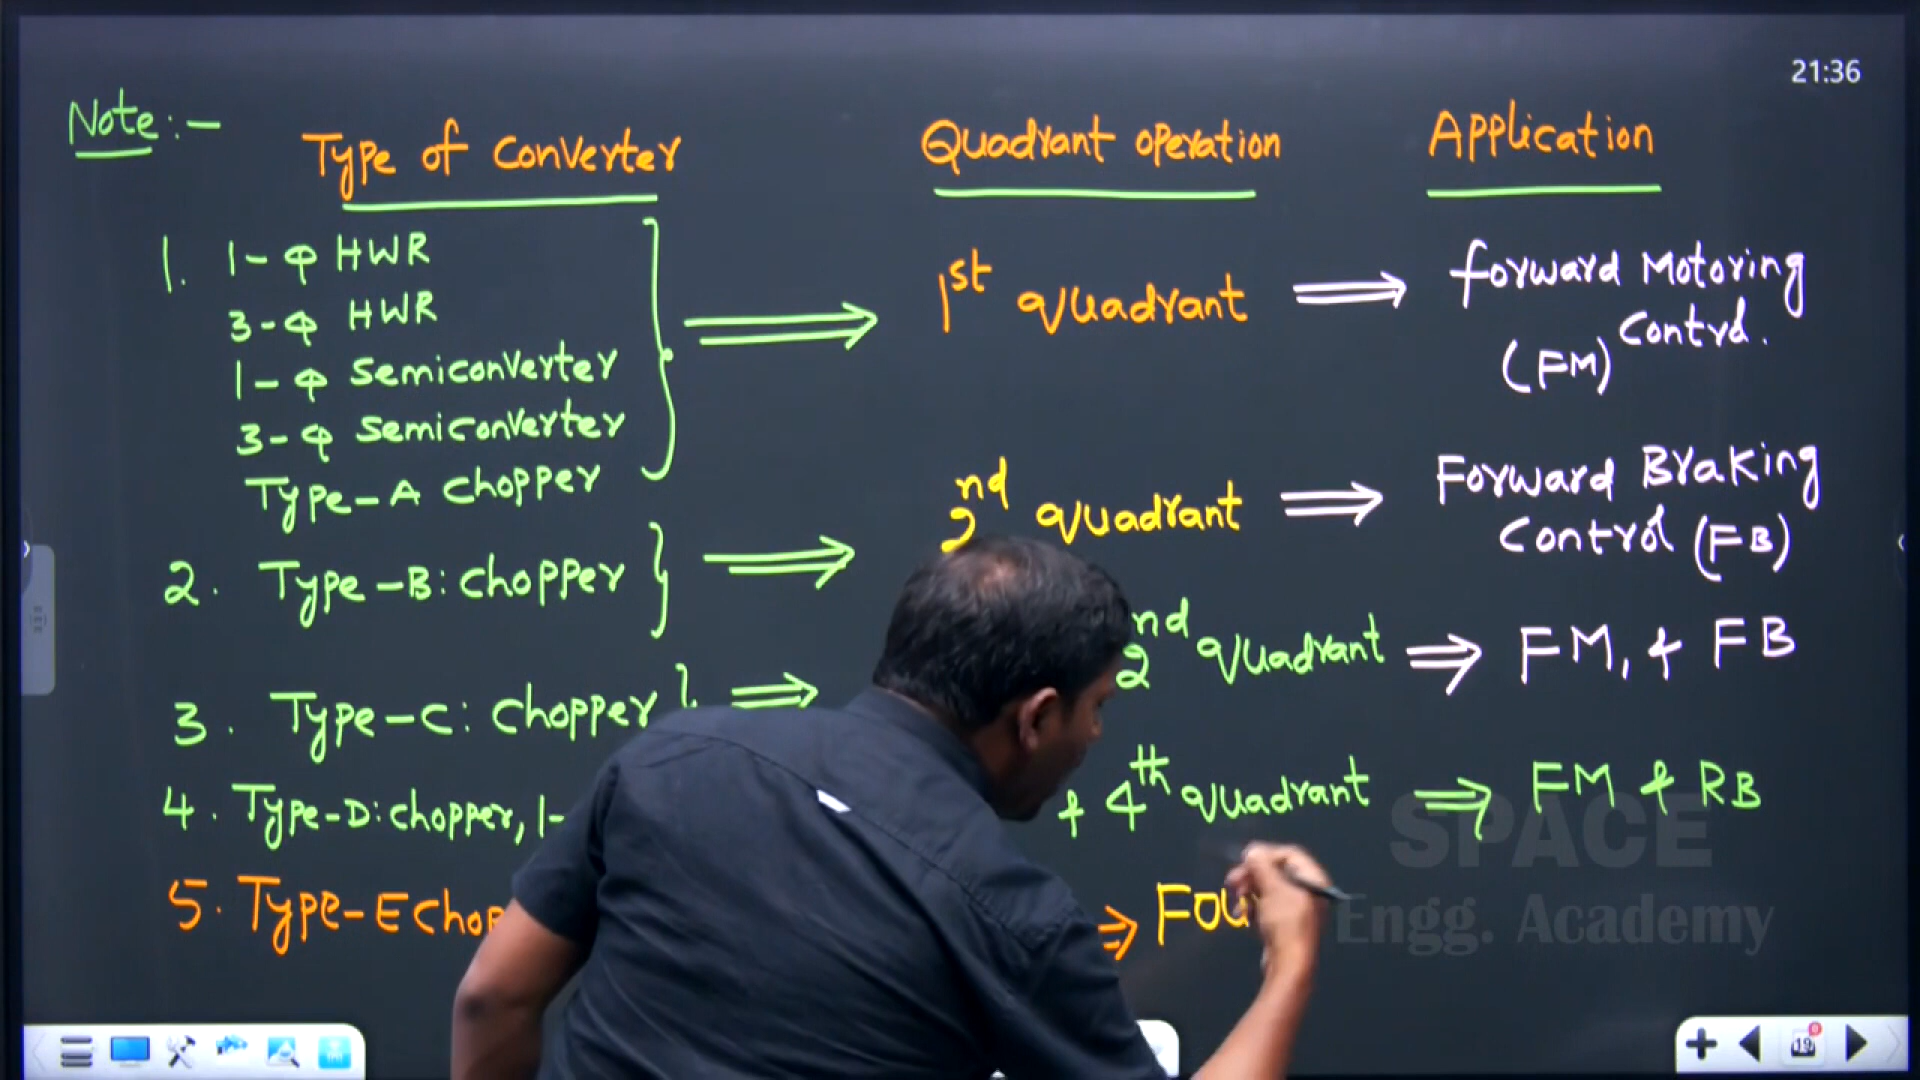 21:36
Note:-
Type of Converter Quadrant operation Application
1. 1-φ HWR
3-φ HWR
1-φ Semiconverter
3-φ Semiconverter
Type-A Chopper
1st quadrant ⇒ forward Motoring Control.
(FM)
2. Type-B: chopper ⇒
2nd quadrant ⇒ Forward Braking
Control (FB)
3. Type-C: chopper ⇒ 2nd quadrant ⇒ FM, & FB
4. Type-D: chopper, 1- + 4th quadrant ⇒ FM & RB
5. Type-E ⇒
SPACE
Engg. Academy
19